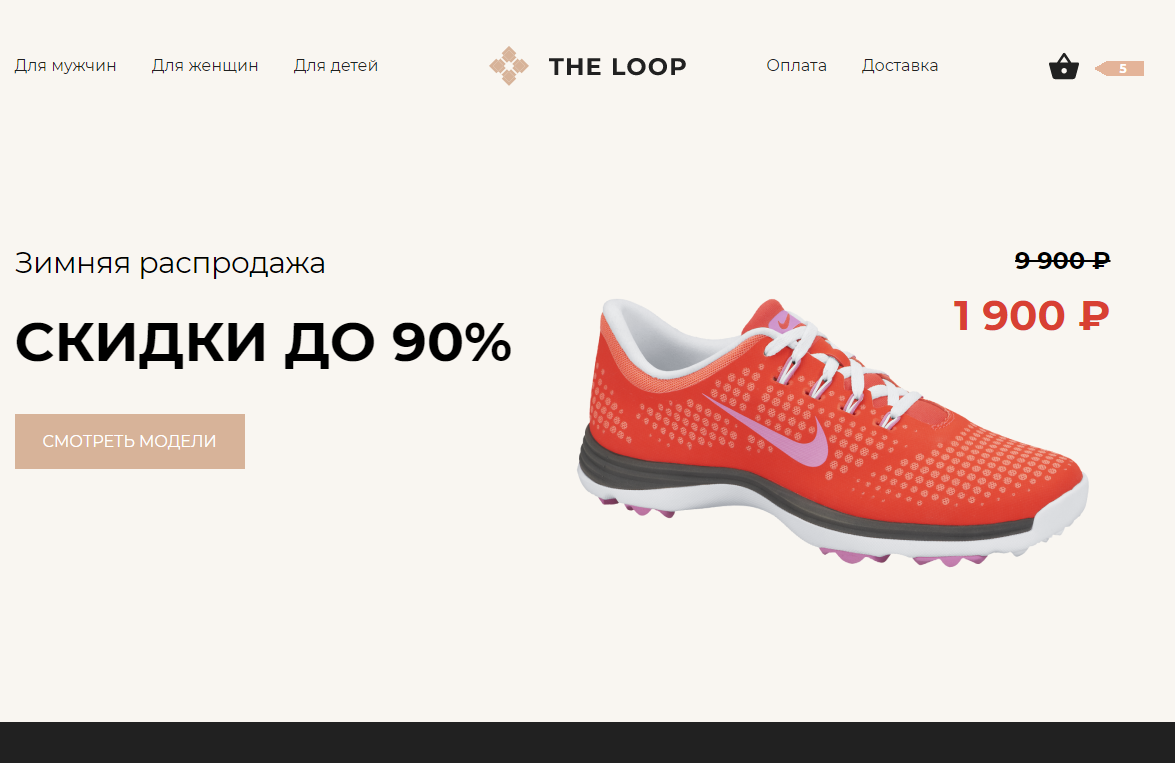 Для мужчин Для женщин Для детей THE LOOP Оплата Доставка 5
Зимняя распродажа
СКИДКИ ДО 90%
СМОТРЕТЬ МОДЕЛИ
9 900 ₽
1 900 ₽